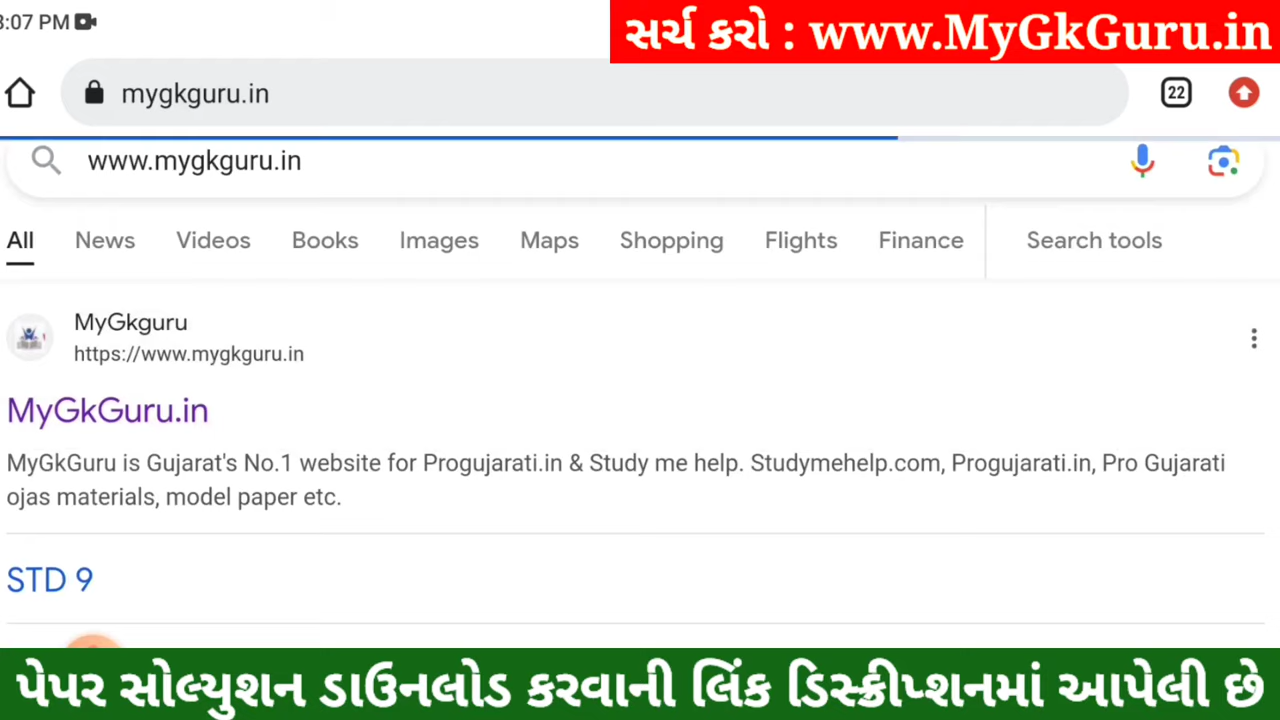 3:07 PM
સર્ચ કરો : www.MyGkGuru.in
mygkguru.in
22
www.mygkguru.in
All News Videos Books Images Maps Shopping Flights Finance Search tools
MyGkguru
https://www.mygkguru.in
MyGkGuru.in
MyGkGuru is Gujarat's No.1 website for Progujarati.in & Study me help. Studymehelp.com, Progujarati.in, Pro Gujarati
ojas materials, model paper etc.
STD 9
પેપર સોલ્યુશન ડાઉનલોડ કરવાની લિંક ડિસ્ક્રીપ્શનમાં આપેલી છે